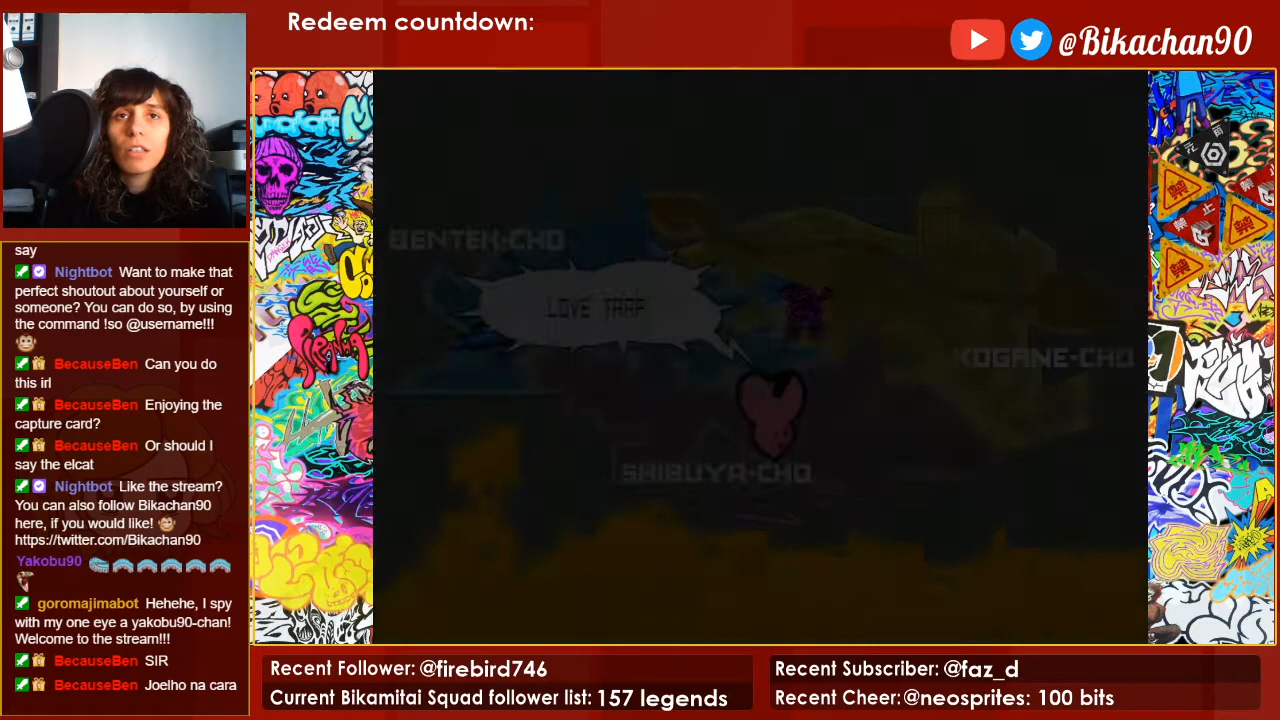 Redeem countdown:
@Bikachan90
BENTEN-CHO
LOVE TRAP
KOGANE-CHO
SHIBUYA-CHO
say
Nightbot Want to make that
perfect shoutout about yourself or
someone? You can do so, by using
the command !so @username!!!
BecauseBen Can you do
this irl
BecauseBen Enjoying the
capture card?
BecauseBen Or should I
say the elcat
Nightbot Like the stream?
You can also follow Bikachan90
here, if you would like!
https://twitter.com/Bikachan90
Yakobu90
goromajimabot Hehehe, I spy
with my one eye a yakobu90-chan!
Welcome to the stream!!!
BecauseBen SIR
BecauseBen Joelho na cara
Recent Follower: @firebird746
Current Bikamitai Squad follower list: 157 legends
Recent Subscriber: @faz_d
Recent Cheer: @neosprites: 100 bits